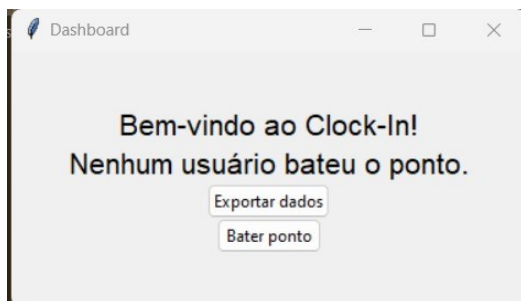 Dashboard
Bem-vindo ao Clock-In!
Nenhum usuário bateu o ponto.
Exportar dados
Bater ponto